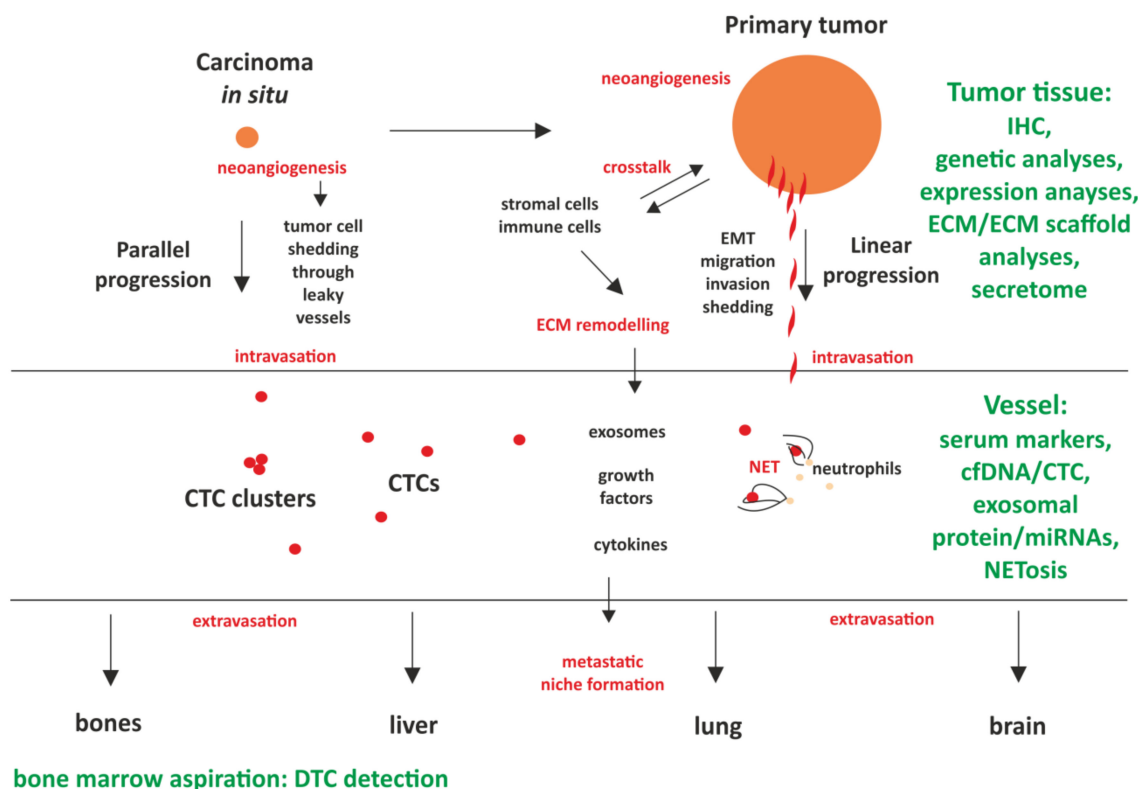 Primary tumor
Carcinoma
in situ
neoangiogenesis
neoangiogenesis
crosstalk
stromal cells
immune cells
Parallel
progression
tumor cell
shedding
through
leaky
vessels
EMT
migration
invasion
shedding
Linear
progression
ECM remodelling
intravasation
intravasation
Tumor tissue:
IHC,
genetic analyses,
expression anayses,
ECM/ECM scaffold
analyses,
secretome
CTC clusters
CTCs
exosomes
growth
factors
cytokines
NET
neutrophils
Vessel:
serum markers,
cfDNA/CTC,
exosomal
protein/miRNAs,
NETosis
extravasation
extravasation
metastatic
niche formation
bones
liver
lung
brain
bone marrow aspiration: DTC detection